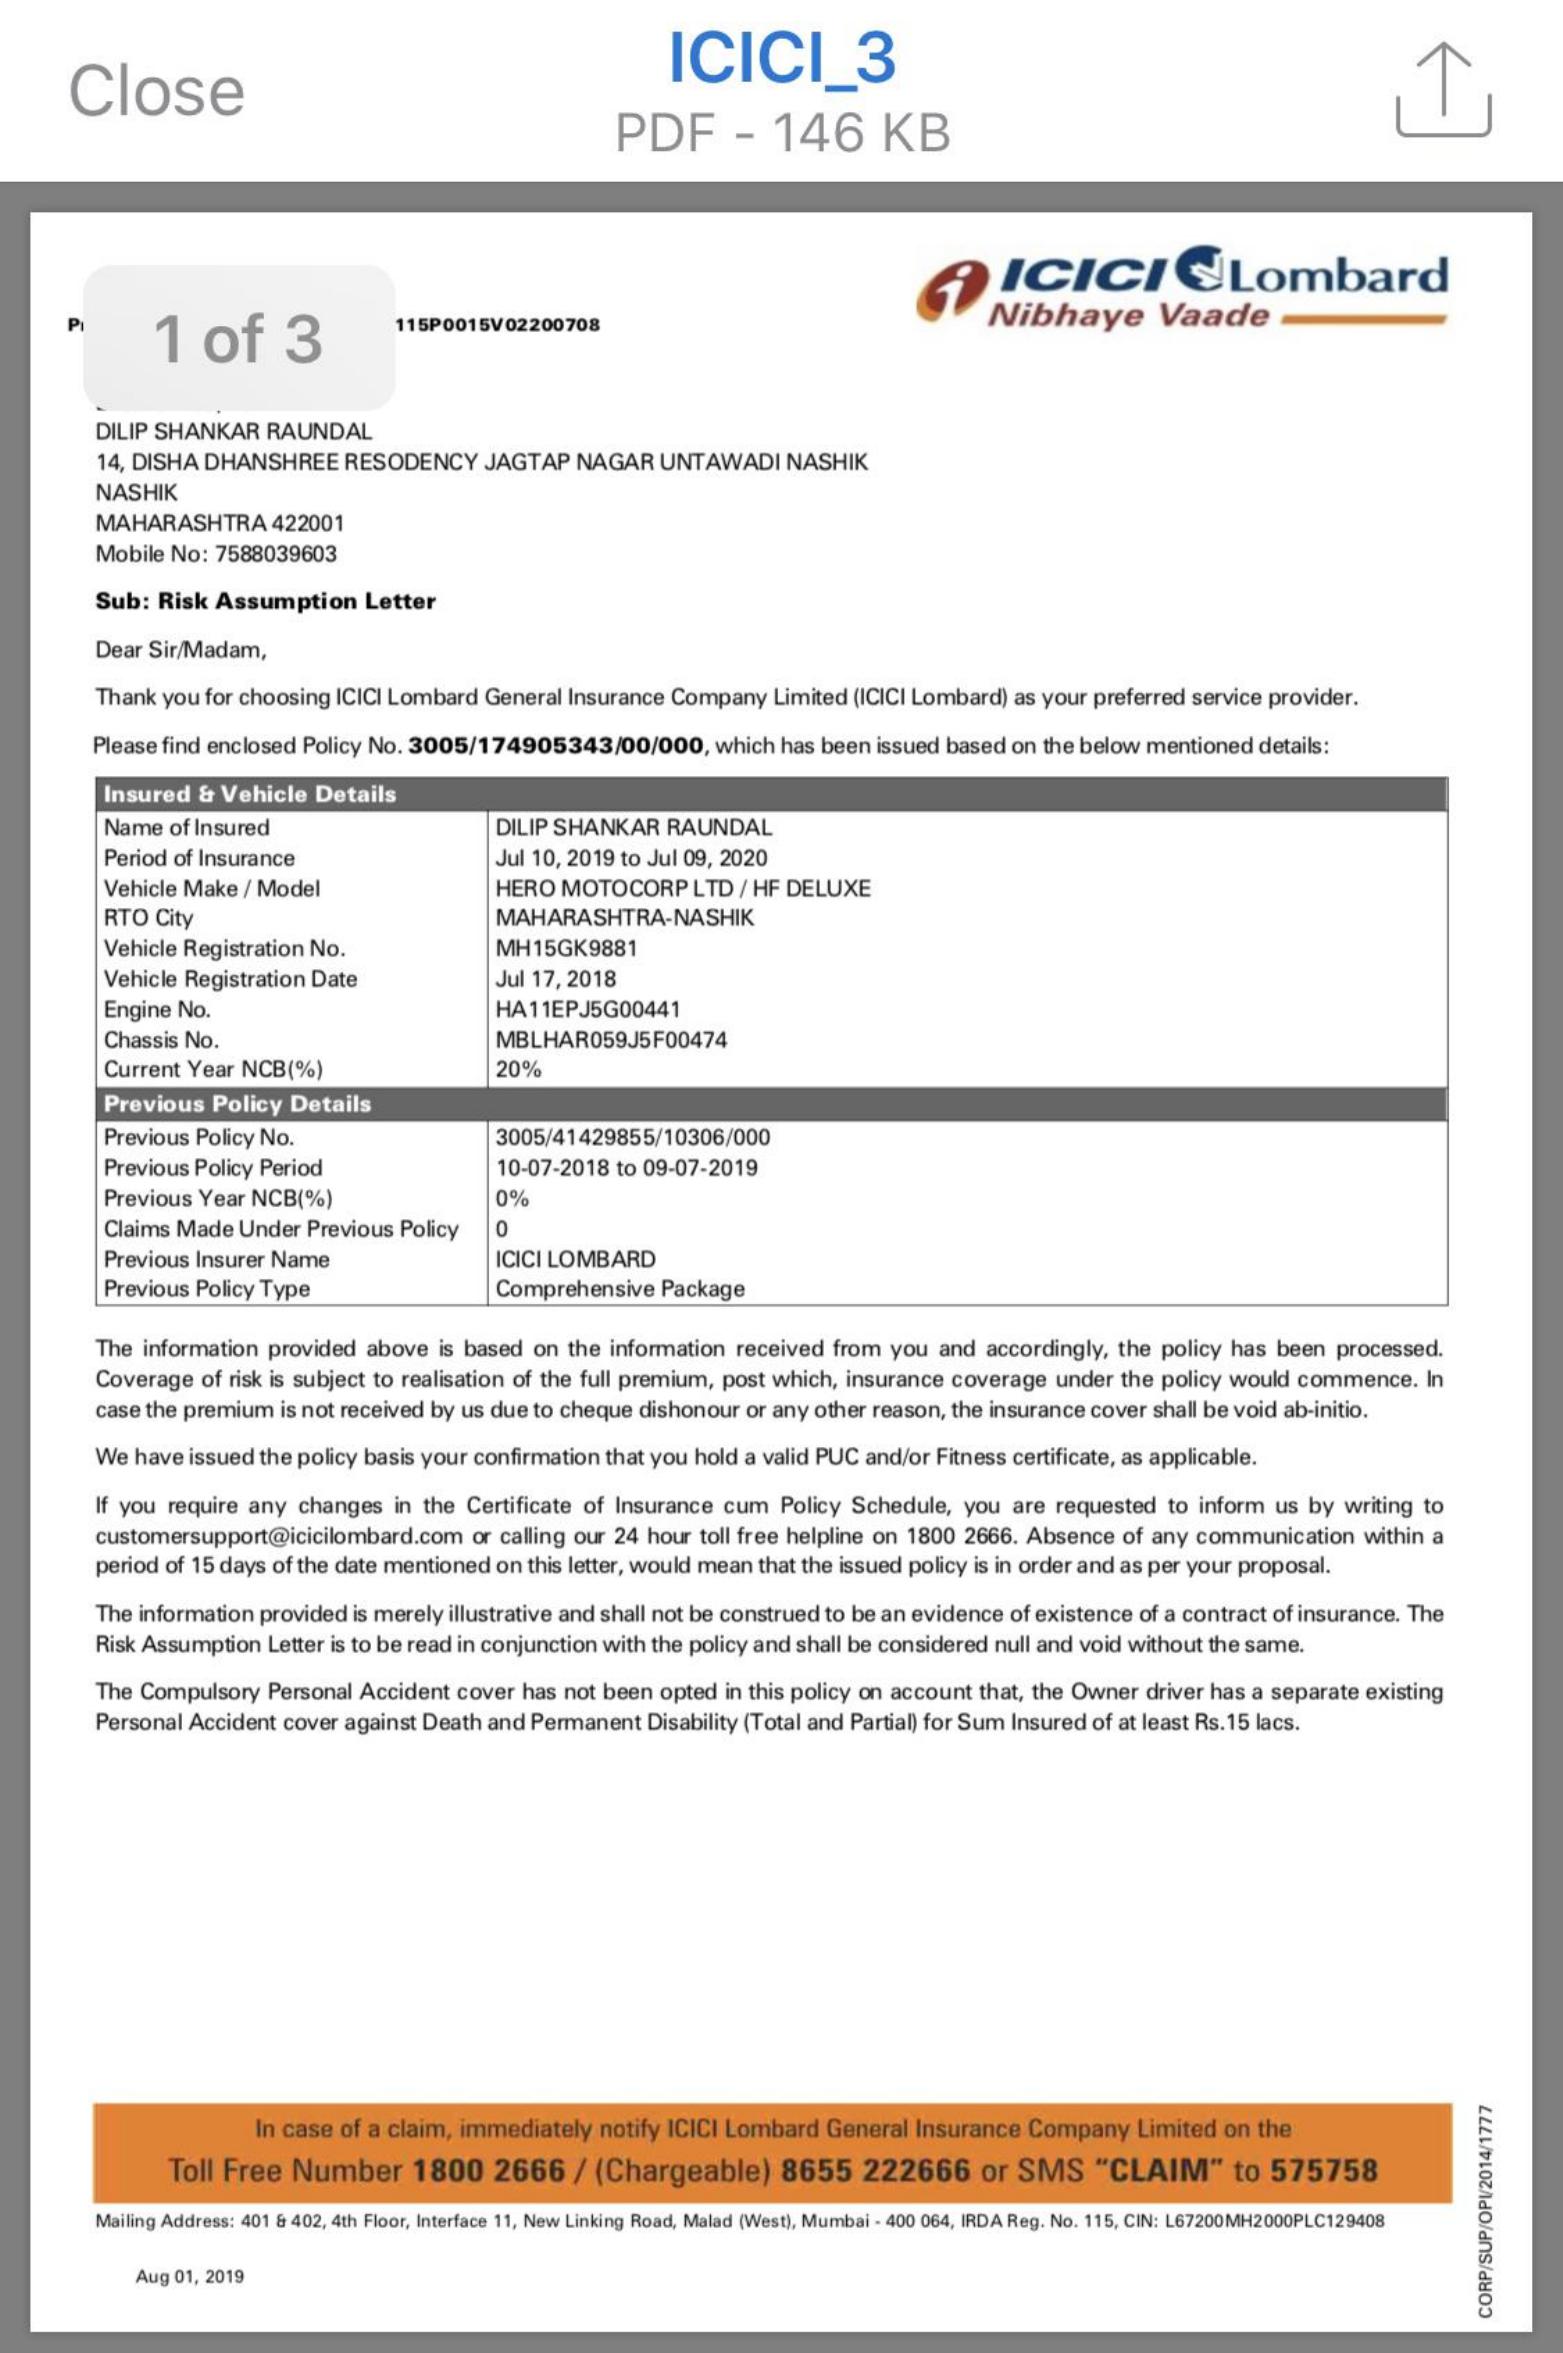 Close
ICICI_3
PDF - 146 KB
1 of 3
115P0015V02200708
ICICI Lombard
Nibhaye Vaade
DILIP SHANKAR RAUNDAL
14, DISHA DHANSHREE RESODENCY JAGTAP NAGAR UNTAWADI NASHIK
NASHIK
MAHARASHTRA 422001
Mobile No: 7588039603
Sub: Risk Assumption Letter
Dear Sir/Madam,
Thank you for choosing ICICI Lombard General Insurance Company Limited (ICICI Lombard) as your preferred service provider.
Please find enclosed Policy No. 3005/174905343/00/000, which has been issued based on the below mentioned details:
Insured & Vehicle Details
Name of Insured DILIP SHANKAR RAUNDAL
Period of Insurance Jul 10, 2019 to Jul 09, 2020
Vehicle Make / Model HERO MOTOCORP LTD / HF DELUXE
RTO City MAHARASHTRA-NASHIK
Vehicle Registration No. MH15GK9881
Vehicle Registration Date Jul 17, 2018
Engine No. HA11EPJ5G00441
Chassis No. MBLHAR059J5F00474
Current Year NCB(%) 20%
Previous Policy Details
Previous Policy No. 3005/41429855/10306/000
Previous Policy Period 10-07-2018 to 09-07-2019
Previous Year NCB(%) 0%
Claims Made Under Previous Policy 0
Previous Insurer Name ICICI LOMBARD
Previous Policy Type Comprehensive Package
The information provided above is based on the information received from you and accordingly, the policy has been processed.
Coverage of risk is subject to realisation of the full premium, post which, insurance coverage under the policy would commence. In
case the premium is not received by us due to cheque dishonour or any other reason, the insurance cover shall be void ab-initio.
We have issued the policy basis your confirmation that you hold a valid PUC and/or Fitness certificate, as applicable.
If you require any changes in the Certificate of Insurance cum Policy Schedule, you are requested to inform us by writing to
customersupport@icicilombard.com or calling our 24 hour toll free helpline on 1800 2666. Absence of any communication within a
period of 15 days of the date mentioned on this letter, would mean that the issued policy is in order and as per your proposal.
The information provided is merely illustrative and shall not be construed to be an evidence of existence of a contract of insurance. The
Risk Assumption Letter is to be read in conjunction with the policy and shall be considered null and void without the same.
The Compulsory Personal Accident cover has not been opted in this policy on account that, the Owner driver has a separate existing
Personal Accident cover against Death and Permanent Disability (Total and Partial) for Sum Insured of at least Rs.15 lacs.
In case of a claim, immediately notify ICICI Lombard General Insurance Company Limited on the
Toll Free Number 1800 2666 / (Chargeable) 8655 222666 or SMS “CLAIM” to 575758
Mailing Address: 401 & 402, 4th Floor, Interface 11, New Linking Road, Malad (West), Mumbai - 400 064, IRDA Reg. No. 115, CIN: L67200MH2000PLC129408
Aug 01, 2019
CORP/SUP/OPI/2014/1777